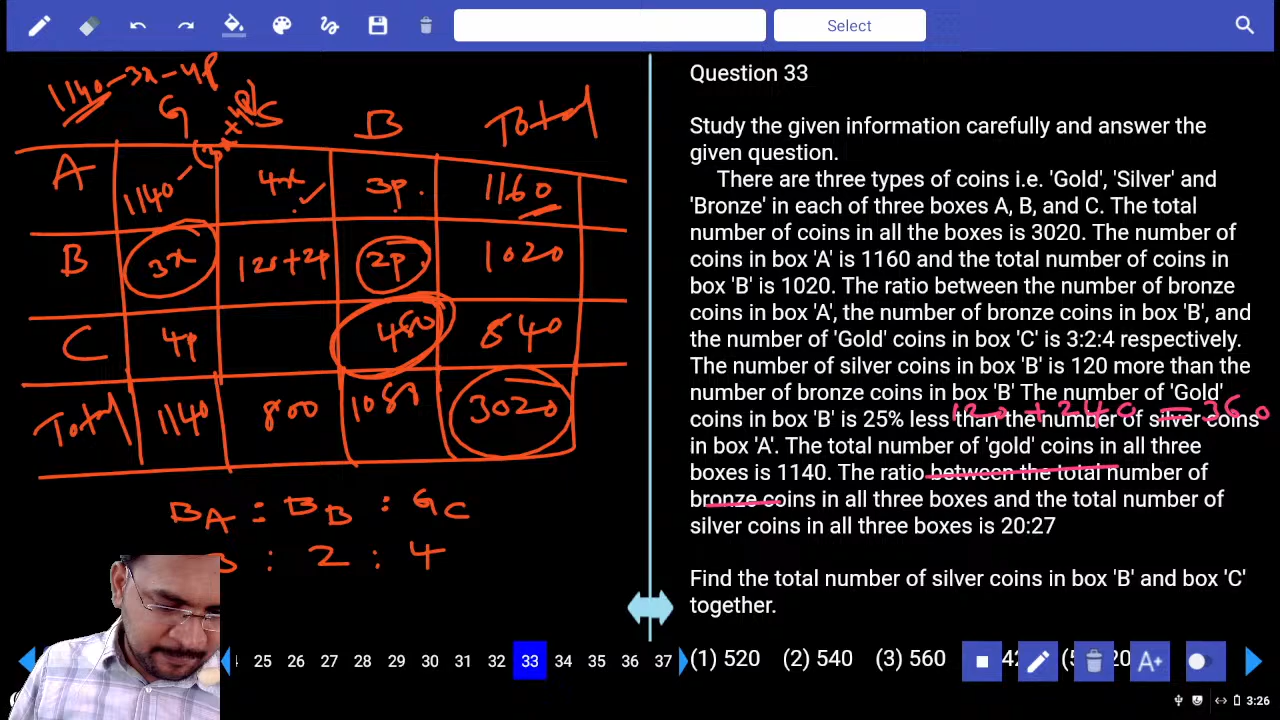 Select
1140-3x-4p
G S B Total
A 1140-(3x+4p) 4x 3p 1160
B 3x 120+2p 2p 1020
C 4p 480 840
Total 1140 800 1080 3020
BA : BB : GC
: 2 : 4
Question 33
Study the given information carefully and answer the
given question.
There are three types of coins i.e. 'Gold', 'Silver' and
'Bronze' in each of three boxes A, B, and C. The total
number of coins in all the boxes is 3020. The number of
coins in box 'A' is 1160 and the total number of coins in
box 'B' is 1020. The ratio between the number of bronze
coins in box 'A', the number of bronze coins in box 'B', and
the number of 'Gold' coins in box 'C' is 3:2:4 respectively.
The number of silver coins in box 'B' is 120 more than the
number of bronze coins in box 'B' The number of 'Gold'
120 + 240 = 360
coins in box 'B' is 25% less than the number of silver coins
in box 'A'. The total number of 'gold' coins in all three
boxes is 1140. The ratio between the total number of
bronze coins in all three boxes and the total number of
silver coins in all three boxes is 20:27
Find the total number of silver coins in box 'B' and box 'C'
together.
(1) 520 (2) 540 (3) 560
25 26 27 28 29 30 31 32 33 34 35 36 37
A+
3:26